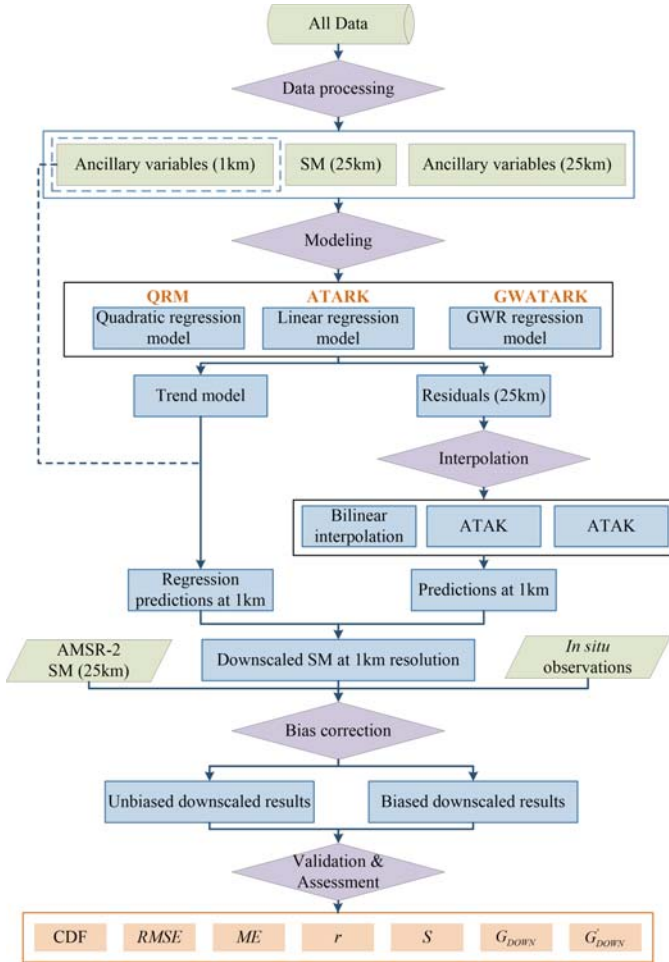 All Data
Data processing
Ancillary variables (1km)
SM (25km)
Ancillary variables (25km)
Modeling
QRM
ATARK
GWATARK
Quadratic regression
model
Linear regression
model
GWR regression
model
Trend model
Residuals (25km)
Interpolation
Bilinear
interpolation
ATAK
ATAK
Regression
predictions at 1km
Predictions at 1km
AMSR-2
SM (25km)
Downscaled SM at 1km resolution
In situ
observations
Bias correction
Unbiased downscaled results
Biased downscaled results
Validation &
Assessment
CDF
RMSE
ME
r
S
G_DOWN
G'_DOWN